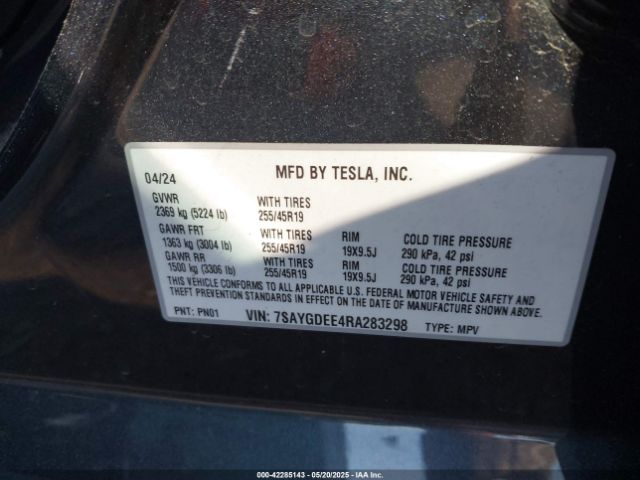 04/24 MFD BY TESLA, INC.
GVWR WITH TIRES
2369 kg (5224 lb) 255/45R19
GAWR FRT WITH TIRES RIM COLD TIRE PRESSURE
1363 kg (3004 lb) 255/45R19 19X9.5J 290 kPa, 42 psi
GAWR RR WITH TIRES RIM COLD TIRE PRESSURE
1500 kg (3306 lb) 255/45R19 19X9.5J 290 kPa, 42 psi
THIS VEHICLE CONFORMS TO ALL APPLICABLE U.S. FEDERAL MOTOR VEHICLE SAFETY AND
THEFT PREVENTION STANDARDS IN EFFECT ON THE DATE OF MANUFACTURE SHOWN ABOVE.
PNT: PN01 VIN: 7SAYGDEE4RA283298 TYPE: MPV
000-42285143 - 05/20/2025 - IAA Inc.